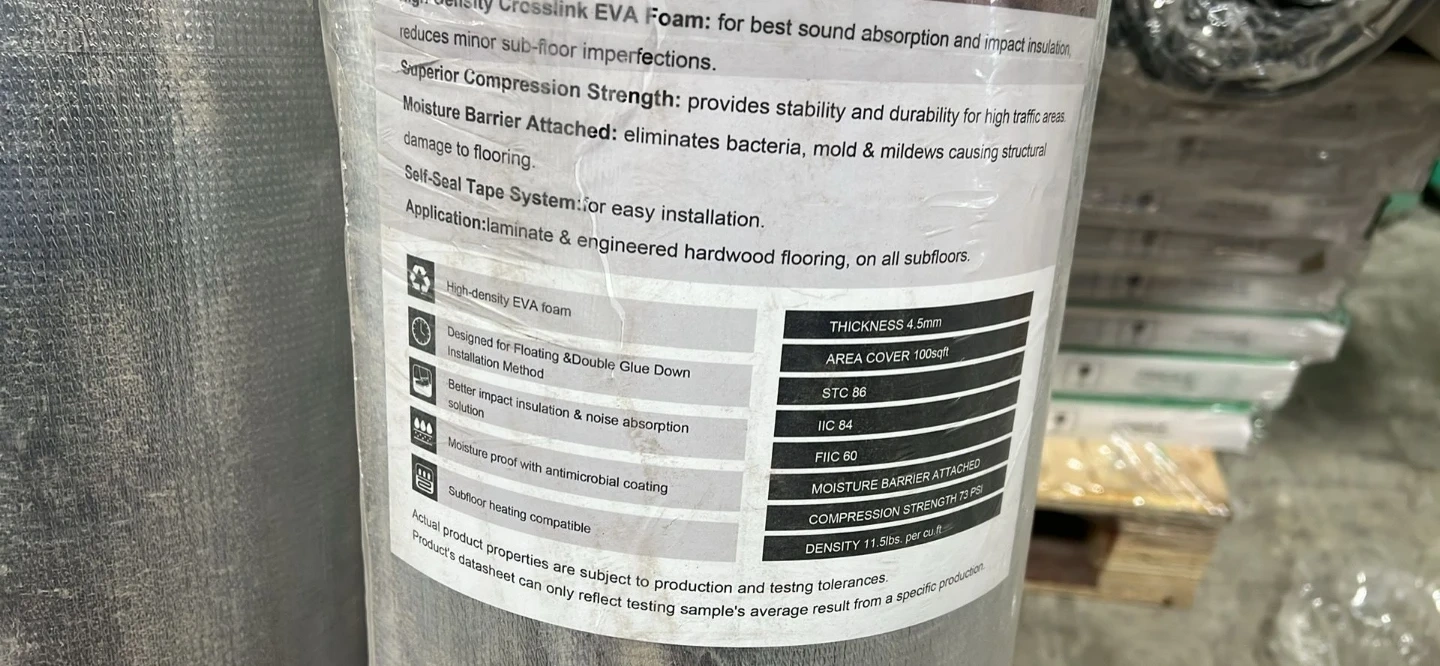 Density Crosslink EVA Foam: for best sound absorption and impact insulation,
reduces minor sub-floor imperfections.
Superior Compression Strength: provides stability and durability for high traffic areas.
Moisture Barrier Attached: eliminates bacteria, mold & mildews causing structural
damage to flooring.
Self-Seal Tape System:for easy installation.
Application:laminate & engineered hardwood flooring, on all subfloors.
High-density EVA foam
Designed for Floating &Double Glue Down
Installation Method
Better impact insulation & noise absorption
solution
Moisture proof with antimicrobial coating
Subfloor heating compatible
THICKNESS 4.5mm
AREA COVER 100sqft
STC 86
IIC 84
FIIC 60
MOISTURE BARRIER ATTACHED
COMPRESSION STRENGTH 73 PSI
DENSITY 11.5lbs. per cu.ft
Actual product properties are subject to production and testng tolerances.
Product's datasheet can only reflect testing sample's average result from a specific production.